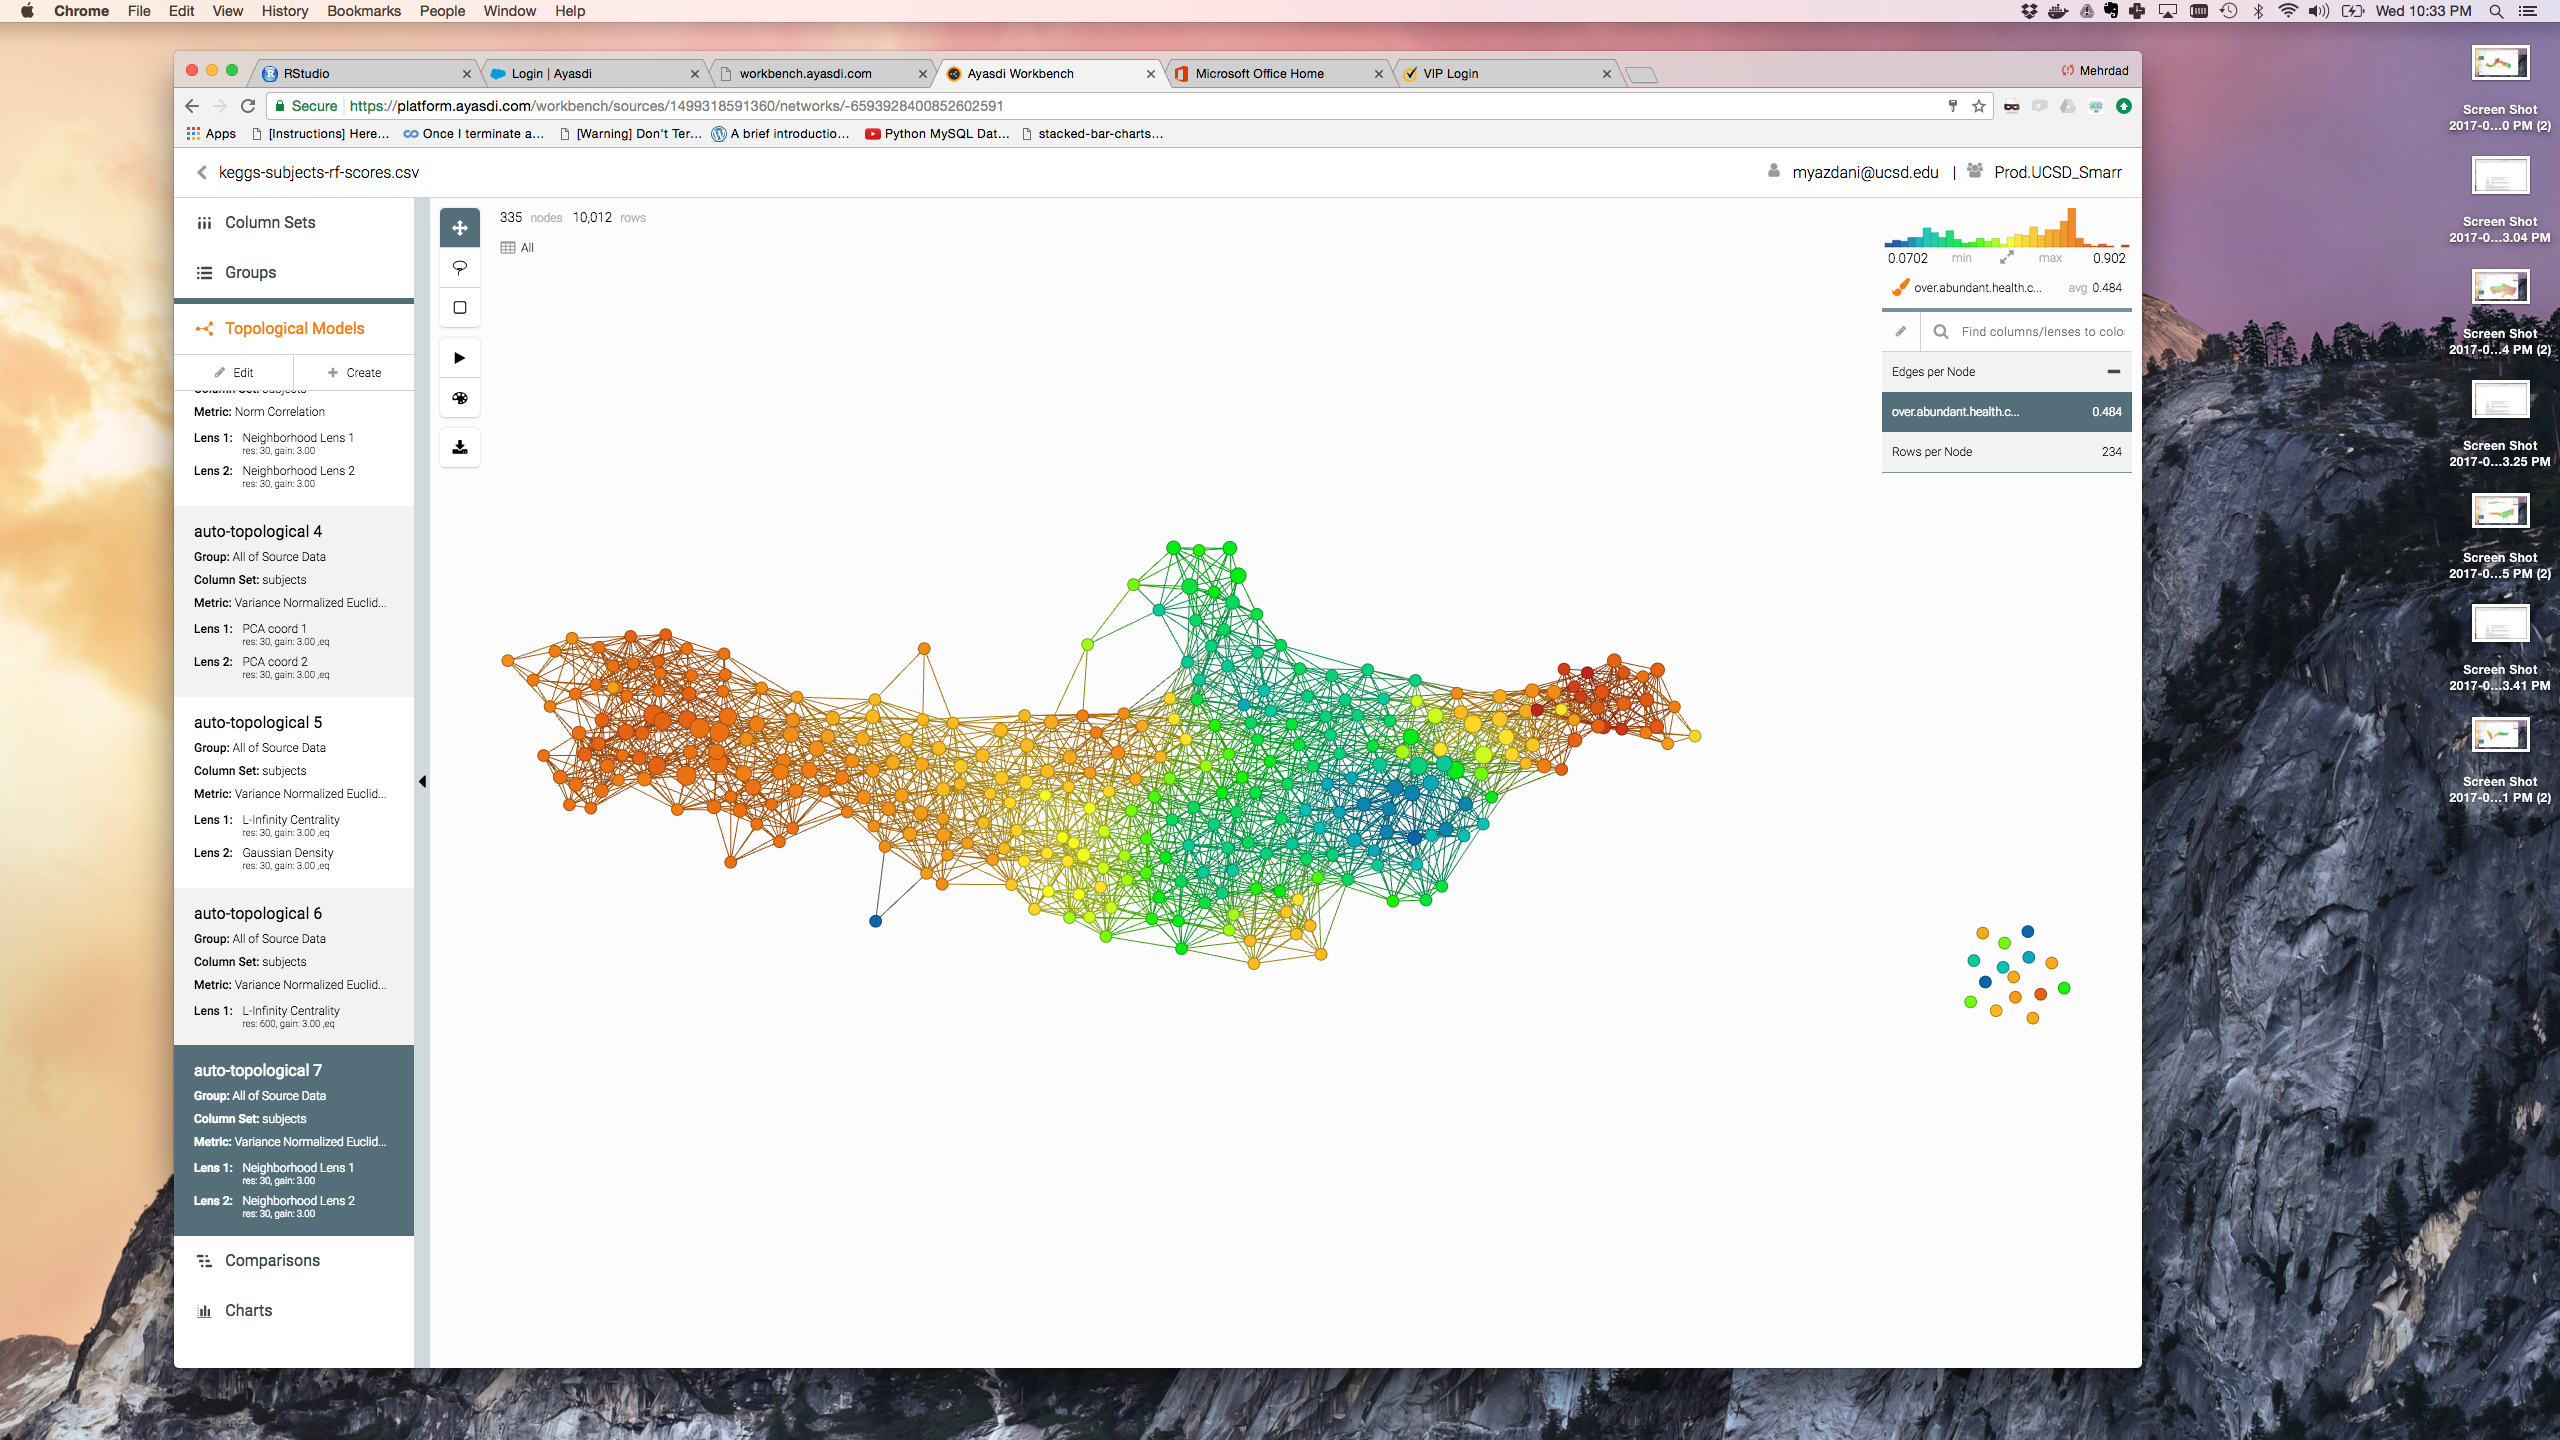 Chrome File Edit View History Bookmarks People Window Help Wed 10:33 PM
RStudio Login | Ayasdi workbench.ayasdi.com Ayasdi Workbench Microsoft Office Home VIP Login Mehrdad
Secure https://platform.ayasdi.com/workbench/sources/1499318591360/networks/-6593928400852602591
Apps [Instructions] Here... Once I terminate a... [Warning] Don't Ter... A brief introductio... Python MySQL Dat... stacked-bar-charts...
keggs-subjects-rf-scores.csv myazdani@ucsd.edu | Prod.UCSD_Smarr
Column Sets
Groups
Topological Models
Edit Create
Column Set: subjects
Metric: Norm Correlation
Lens 1: Neighborhood Lens 1
res: 30, gain: 3.00
Lens 2: Neighborhood Lens 2
res: 30, gain: 3.00
auto-topological 4
Group: All of Source Data
Column Set: subjects
Metric: Variance Normalized Euclid...
Lens 1: PCA coord 1
res: 30, gain: 3.00 ,eq
Lens 2: PCA coord 2
res: 30, gain: 3.00 ,eq
auto-topological 5
Group: All of Source Data
Column Set: subjects
Metric: Variance Normalized Euclid...
Lens 1: L-Infinity Centrality
res: 30, gain: 3.00 ,eq
Lens 2: Gaussian Density
res: 30, gain: 3.00 ,eq
auto-topological 6
Group: All of Source Data
Column Set: subjects
Metric: Variance Normalized Euclid...
Lens 1: L-Infinity Centrality
res: 600, gain: 3.00 ,eq
auto-topological 7
Group: All of Source Data
Column Set: subjects
Metric: Variance Normalized Euclid...
Lens 1: Neighborhood Lens 1
res: 30, gain: 3.00
Lens 2: Neighborhood Lens 2
res: 30, gain: 3.00
Comparisons
Charts
335 nodes 10,012 rows
All
0.0702 min max 0.902
over.abundant.health.c... avg 0.484
Find columns/lenses to colo
Edges per Node
over.abundant.health.c... 0.484
Rows per Node 234
Screen Shot
2017-0...0 PM (2)
Screen Shot
2017-0...3.04 PM
Screen Shot
2017-0...4 PM (2)
Screen Shot
2017-0...3.25 PM
Screen Shot
2017-0...5 PM (2)
Screen Shot
2017-0...3.41 PM
Screen Shot
2017-0...1 PM (2)